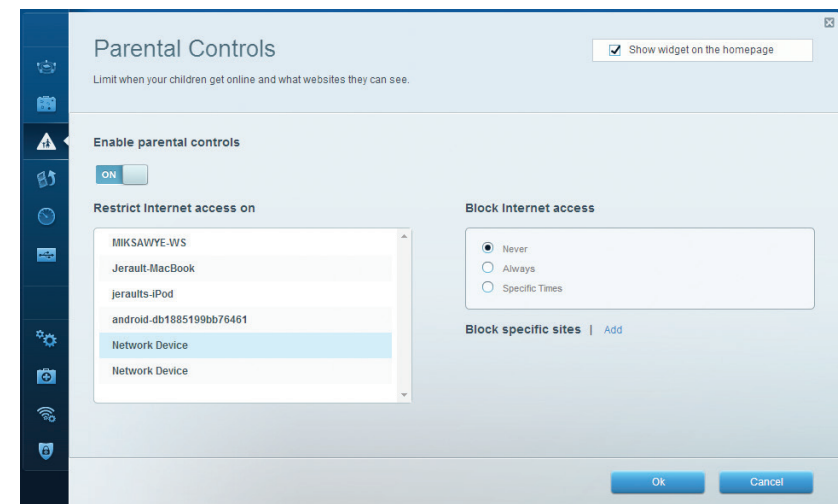 Parental Controls
Show widget on the homepage
Limit when your children get online and what websites they can see.
Enable parental controls
ON
Restrict Internet access on
MIKSAWYE-WS
Jerault-MacBook
jeraults-iPod
android-db1885199bb76461
Network Device
Network Device
Block Internet access
Never
Always
Specific Times
Block specific sites | Add
Ok
Cancel